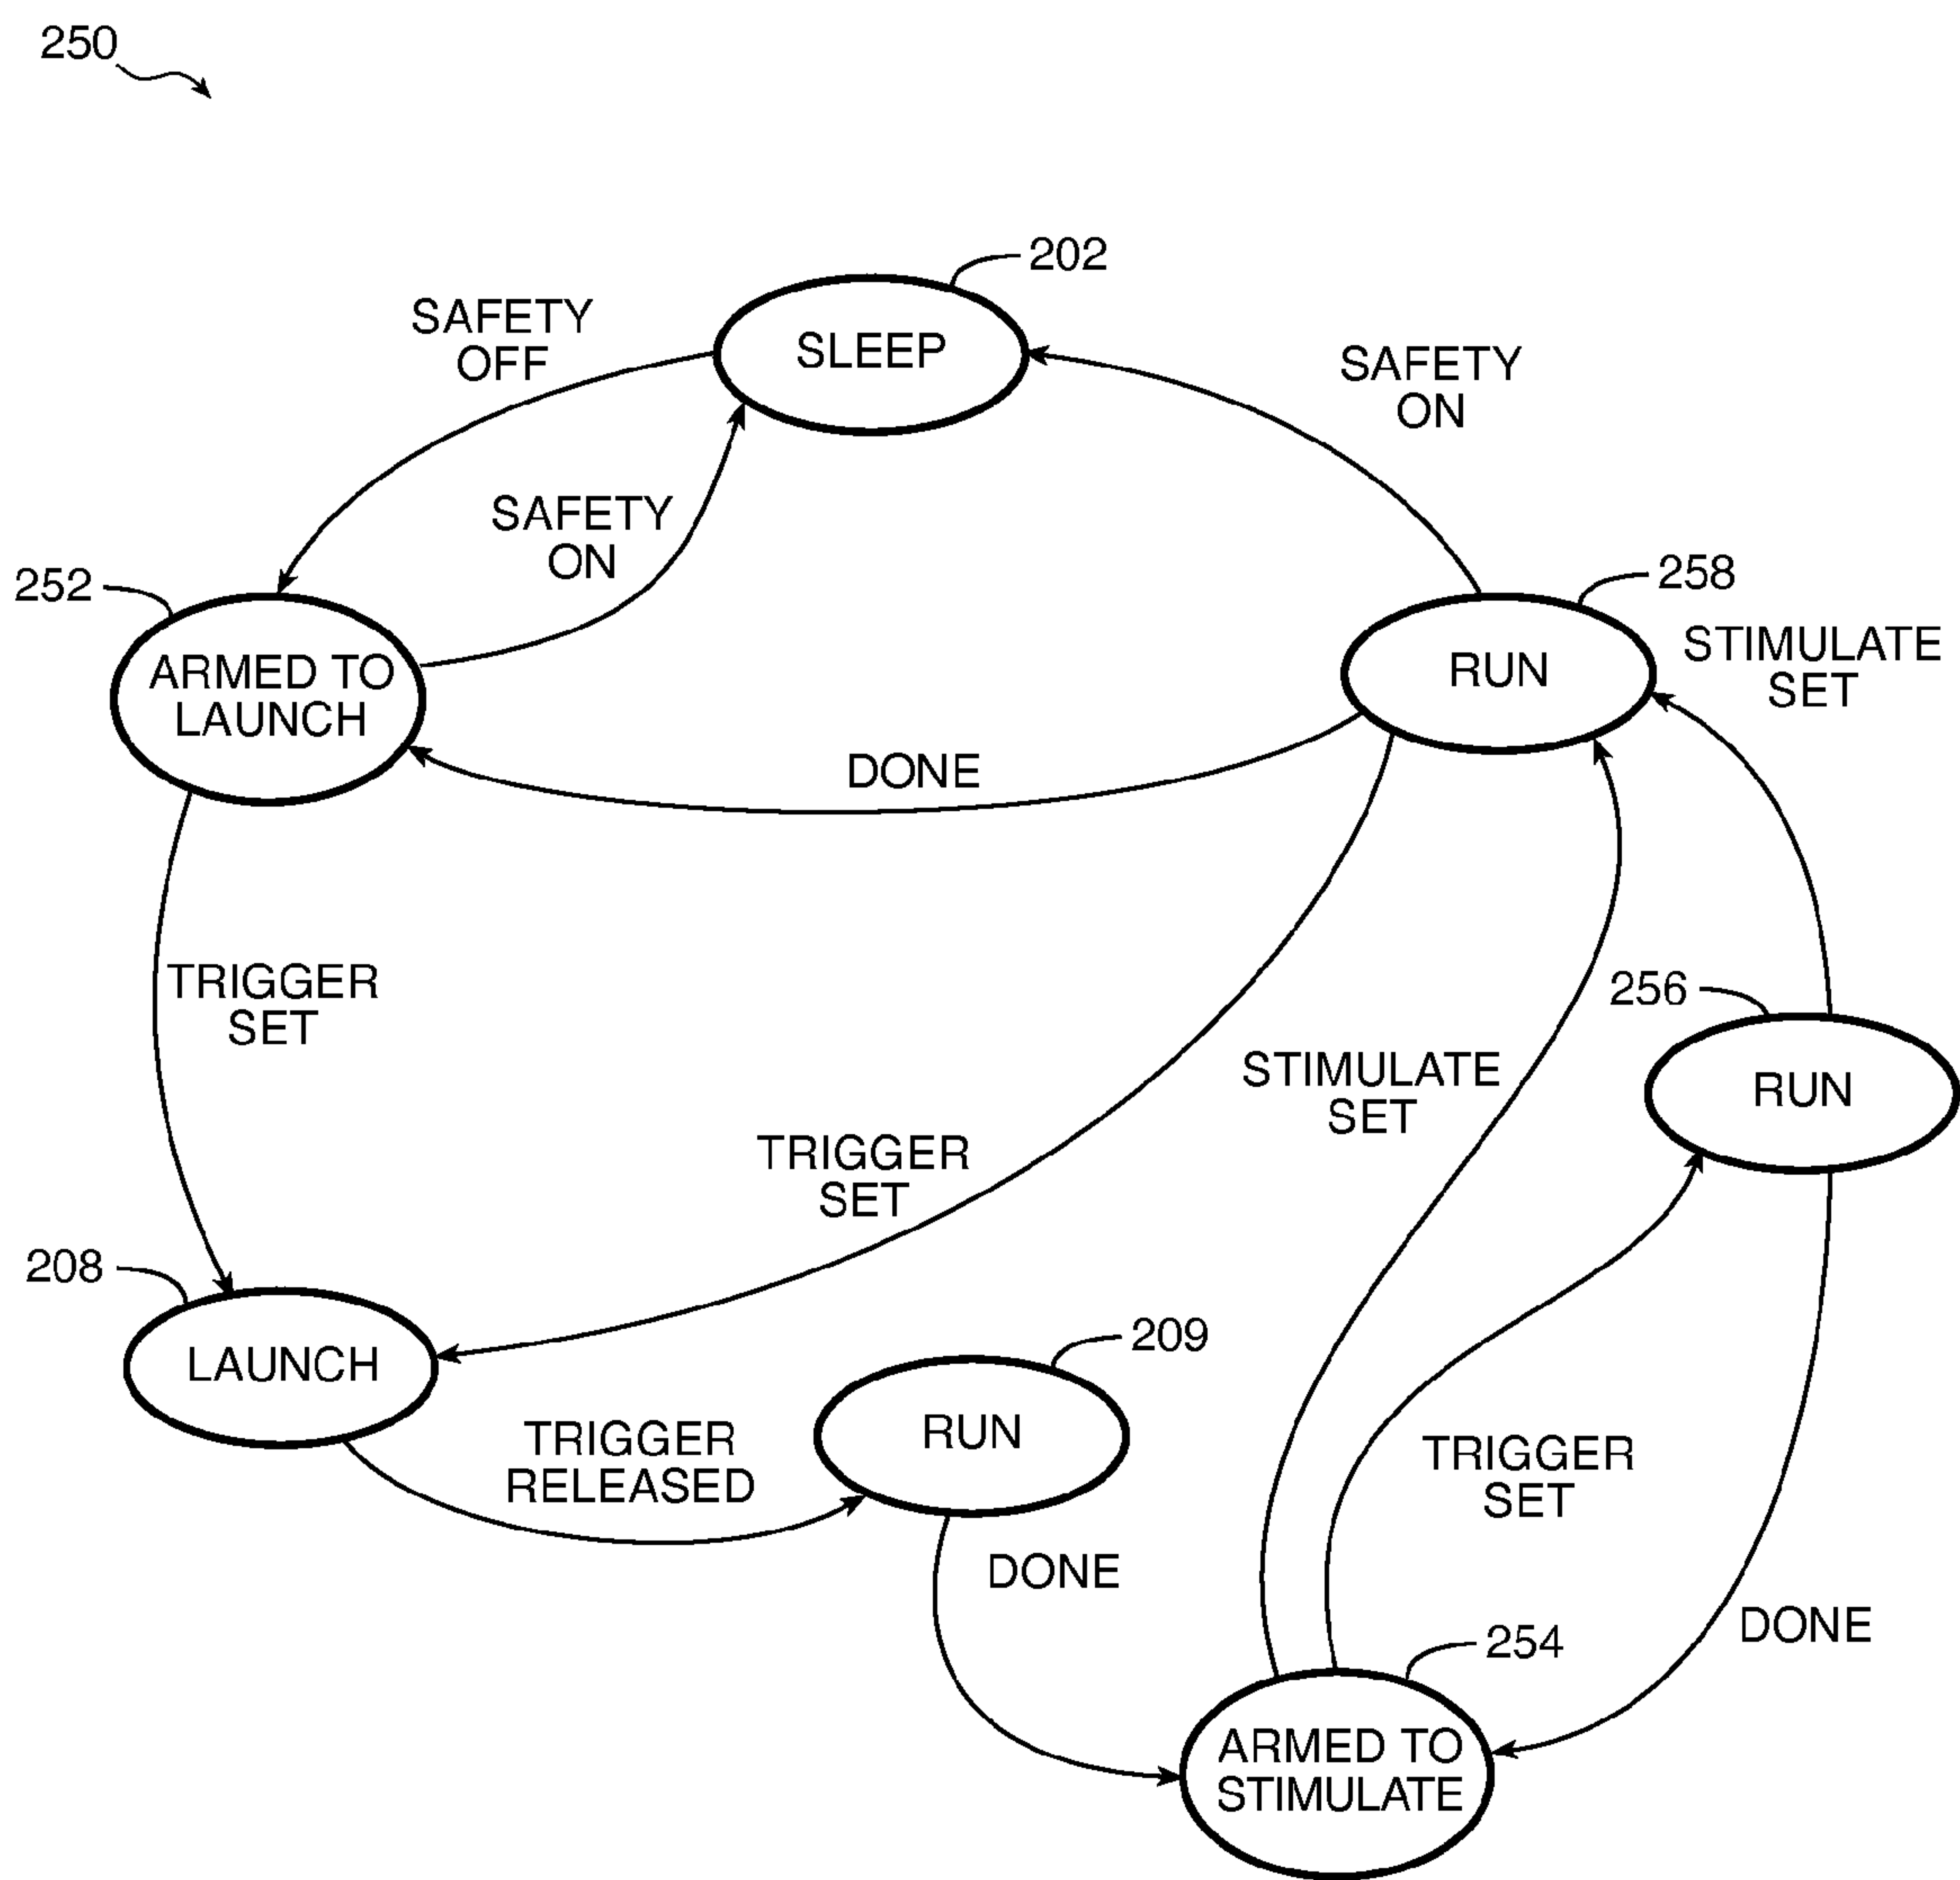 250
202
SAFETY
OFF
SLEEP
SAFETY
ON
SAFETY
ON
252
258
ARMED TO
LAUNCH
RUN
STIMULATE
SET
DONE
TRIGGER
SET
256
RUN
STIMULATE
SET
TRIGGER
SET
208
LAUNCH
209
RUN
TRIGGER
RELEASED
TRIGGER
SET
DONE
DONE
254
ARMED TO
STIMULATE